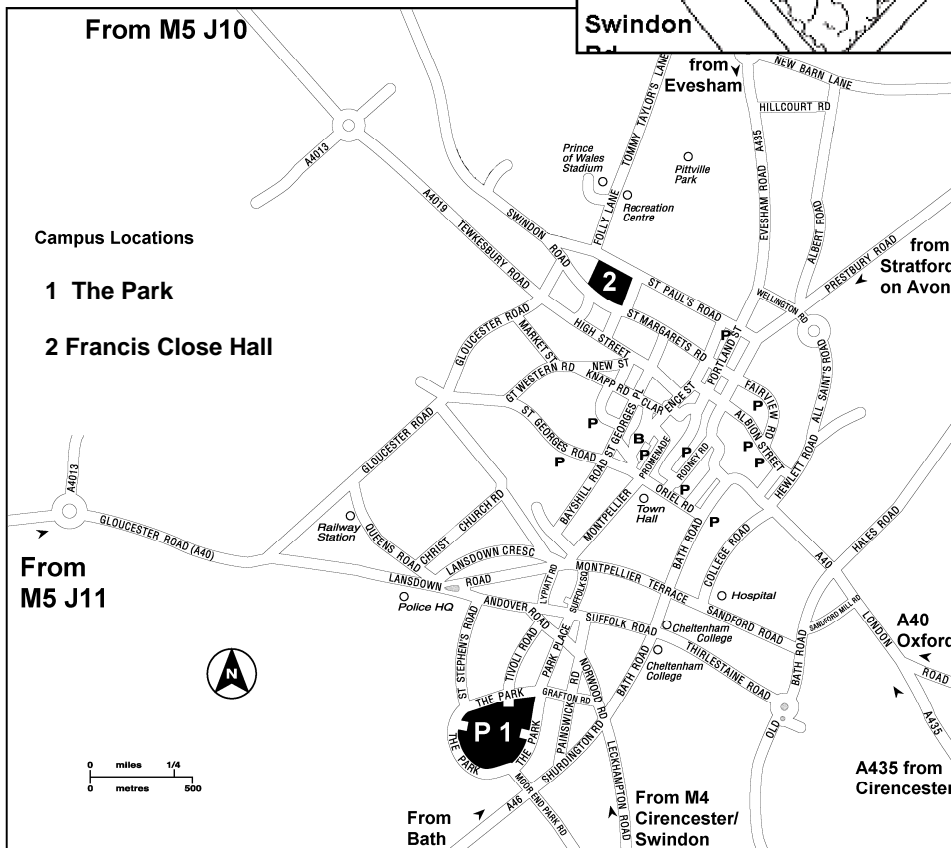 From M5 J10
Swindon
Rd
from
Evesham
NEW BARN LANE
HILLCOURT RD
TOMMY TAYLOR'S LANE
A435
EVESHAM ROAD
Prince
of Wales
Stadium
Pittville
Park
Recreation
Centre
FOLLY LANE
A4013
A4019
TEWKESBURY ROAD
SWINDON ROAD
ALBERT FOAD
PRESTBURY ROAD
from
Stratford
on Avon
Campus Locations
1 The Park
2 Francis Close Hall
2
ST PAUL'S ROAD
WELLINGTON RD
ST MARGARETS RD
PORTLAND ST
P
HIGH STREET
GLOUCESTER ROAD
MARKET ST
NEW ST
GT WESTERN RD
KNAPP RD
CLARENCE ST
FAIRVIEW RD
ALL SAINT'S ROAD
P
ALBION STREET
ST GEORGES PL
ST GEORGES ROAD
P
B
P
PROMENADE
P
RODNEY RD
P
P
P
HEWLETT ROAD
GLOUCESTER ROAD
BAYSHILL ROAD
MONTPELLIER
ORIEL RD
P
Town
Hall
P
A4013
GLOUCESTER ROAD (A40)
Railway
Station
QUEENS ROAD
CHRIST CHURCH RD
BATH ROAD
COLLEGE ROAD
HALES ROAD
A40
From
M5 J11
LANSDOWN CRESC
LANSDOWN ROAD
LYPIATT RD
SUFFOLK SQ
MONTPELLIER TERRACE
Hospital
SANDFORD ROAD
SANDFORD MILL RD
LONDON ROAD
Police HQ
ANDOVER ROAD
SUFFOLK ROAD
Cheltenham
College
Cheltenham
College
THIRLESTAINE ROAD
A40
Oxford
N
ST STEPHEN'S ROAD
TIVOLI ROAD
PARK PLACE
NORWOOD RD
BATH ROAD
OLD BATH ROAD
THE PARK
GRAFTON RD
PAINSWICK RD
P 1
THE PARK
THE PARK
SHURDINGTON RD
LECKHAMPTON ROAD
A435
0 miles 1/4
0 metres 500
MOOR END PARK RD
A46
A435 from
Cirencester
From
Bath
From M4
Cirencester/
Swindon